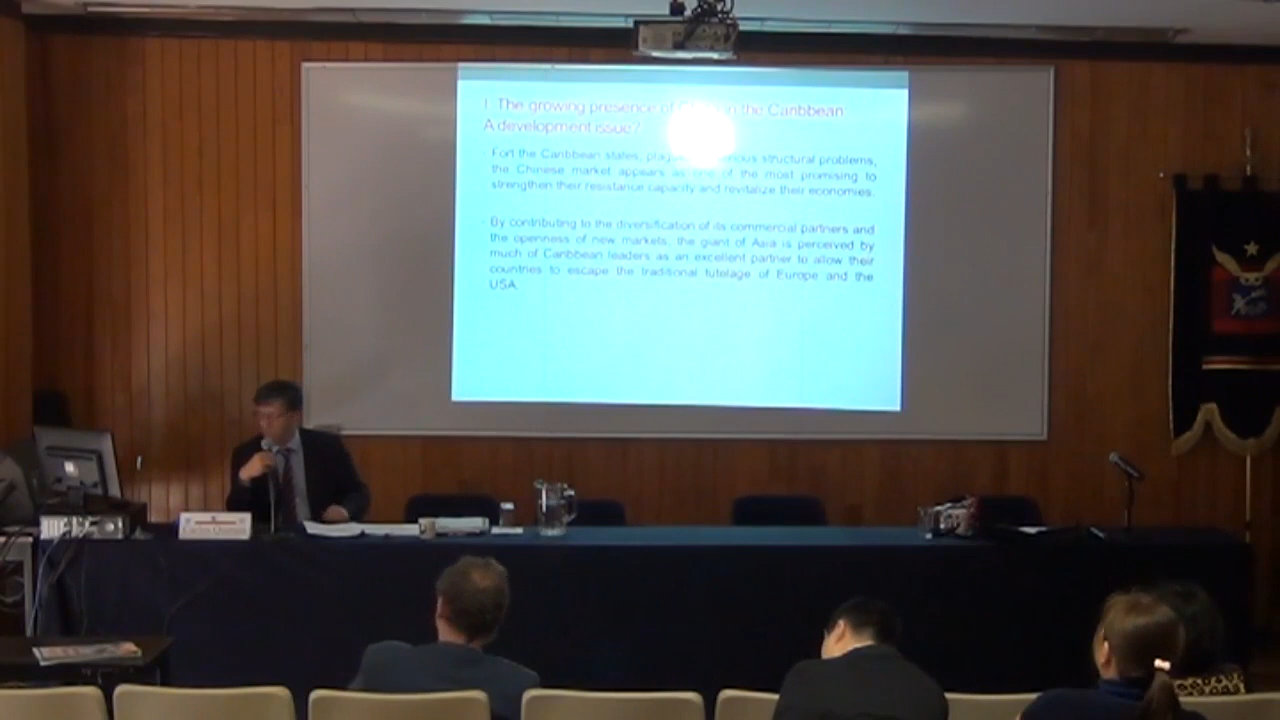 I. The growing presence of in the Caribbean:
A development issue?
- Fort the Caribbean states, structural problems,
the Chinese market appears as one of the most promising to
strengthen their resistance capacity and revitalize their economies.
- By contributing to the diversification of its commercial partners and
the openness of new markets, the giant of Asia is perceived by
much of Caribbean leaders as an excellent partner to allow their
countries to escape the traditional tutelage of Europe and the
USA.